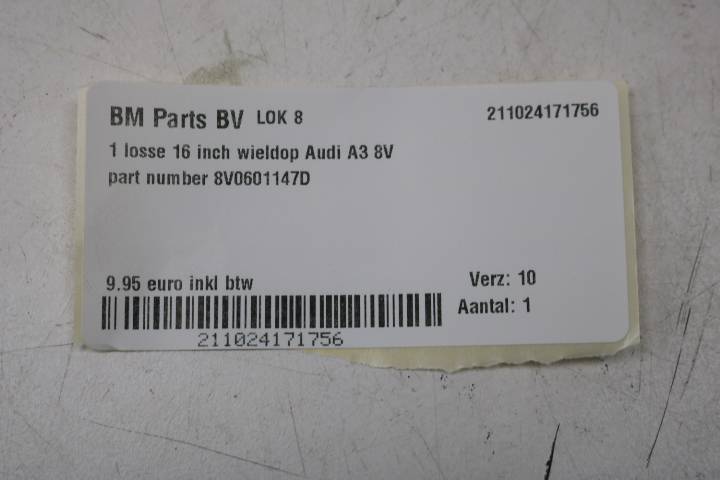 BM Parts BV LOK 8 211024171756
1 losse 16 inch wieldop Audi A3 8V
part number 8V0601147D
9.95 euro inkl btw Verz: 10
Aantal: 1
211024171756